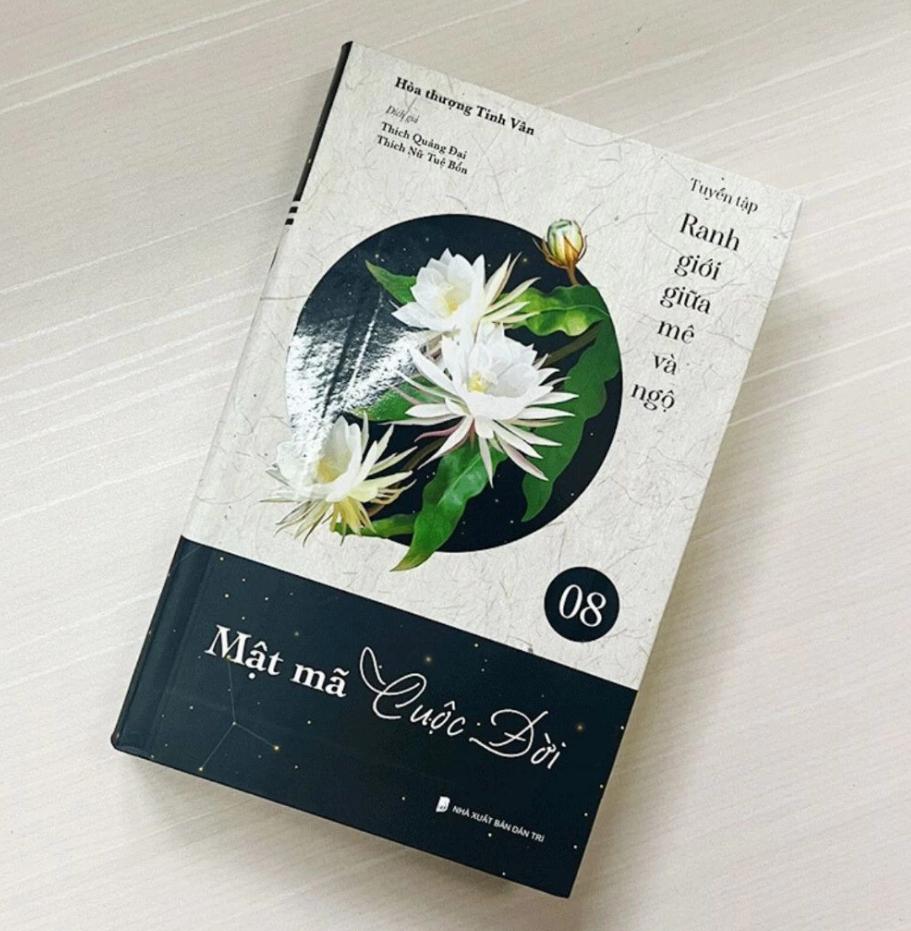 Hòa thượng Tinh Vân
Dịch giả
Thích Quảng Đại
Thích Nữ Tuệ Bổn
Tuyển tập
Ranh
giới
giữa
mê
và
ngộ
08
Mật mã Cuộc Đời
NHÀ XUẤT BẢN DÂN TRÍ